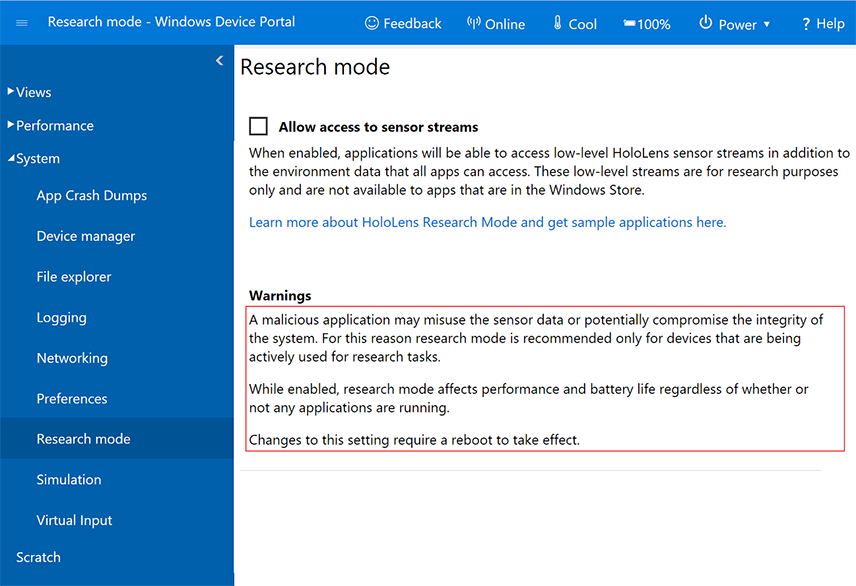 Research mode - Windows Device Portal
Feedback
Online
Cool
100%
Power
? Help
Views
Performance
System
App Crash Dumps
Device manager
File explorer
Logging
Networking
Preferences
Research mode
Simulation
Virtual Input
Scratch
Research mode
Allow access to sensor streams
When enabled, applications will be able to access low-level HoloLens sensor streams in addition to
the environment data that all apps can access. These low-level streams are for research purposes
only and are not available to apps that are in the Windows Store.
Learn more about HoloLens Research Mode and get sample applications here.
Warnings
A malicious application may misuse the sensor data or potentially compromise the integrity of
the system. For this reason research mode is recommended only for devices that are being
actively used for research tasks.
While enabled, research mode affects performance and battery life regardless of whether or
not any applications are running.
Changes to this setting require a reboot to take effect.